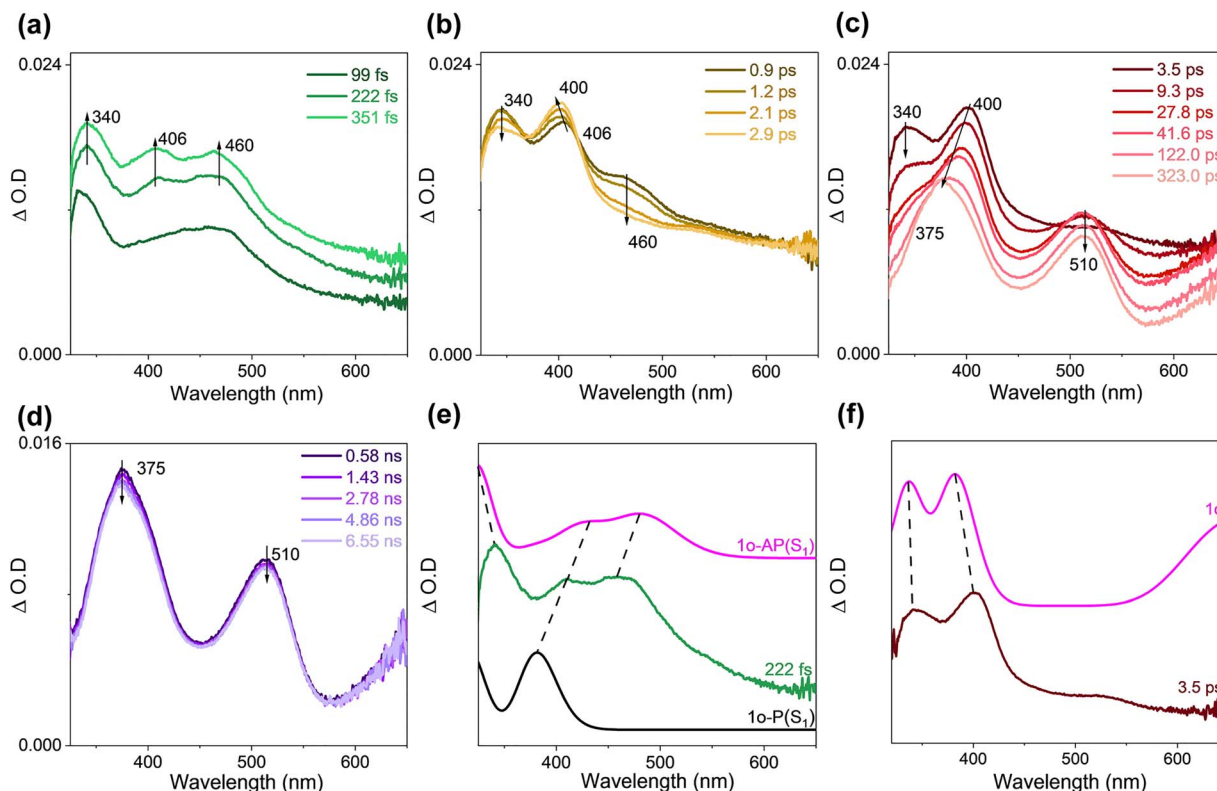 (a)
0.024
99 fs
222 fs
351 fs
340
406
460
Δ O.D
0.000
400
500
600
Wavelength (nm)
(b)
0.024
0.9 ps
1.2 ps
2.1 ps
2.9 ps
340
400
406
460
Δ O.D
0.000
400
500
600
Wavelength (nm)
(c)
0.024
3.5 ps
9.3 ps
27.8 ps
41.6 ps
122.0 ps
323.0 ps
340
400
375
510
Δ O.D
0.000
400
500
600
Wavelength (nm)
(d)
0.016
0.58 ns
1.43 ns
2.78 ns
4.86 ns
6.55 ns
375
510
Δ O.D
0.000
400
500
600
Wavelength (nm)
(e)
1o-AP(S₁)
222 fs
1o-P(S₁)
Δ O.D
400
500
600
Wavelength (nm)
(f)
1o
3.5 ps
Δ O.D
400
500
600
Wavelength (nm)